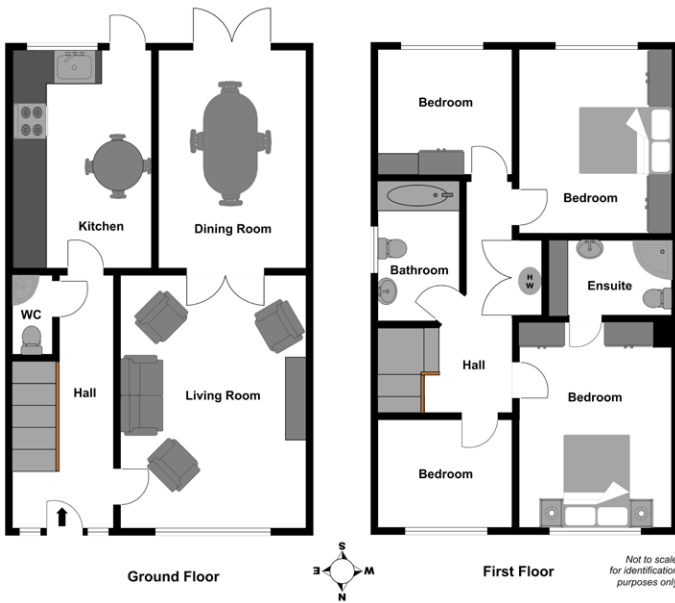 Kitchen
Dining Room
WC
Hall
Living Room
Ground Floor
Bedroom
Bedroom
Bathroom
H
W
Ensuite
Hall
Bedroom
Bedroom
First Floor
S
E
W
N
Not to scale
for identification
purposes only